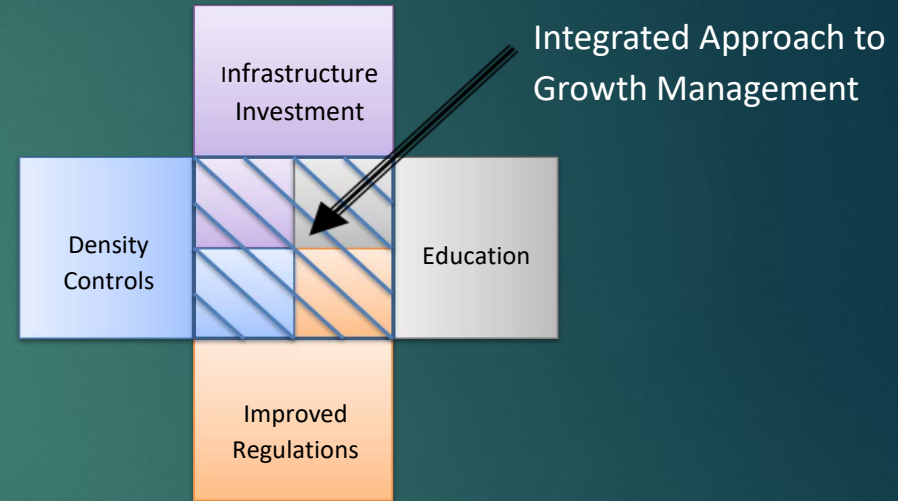 Integrated Approach to
Growth Management
Infrastructure
Investment
Density
Controls
Education
Improved
Regulations